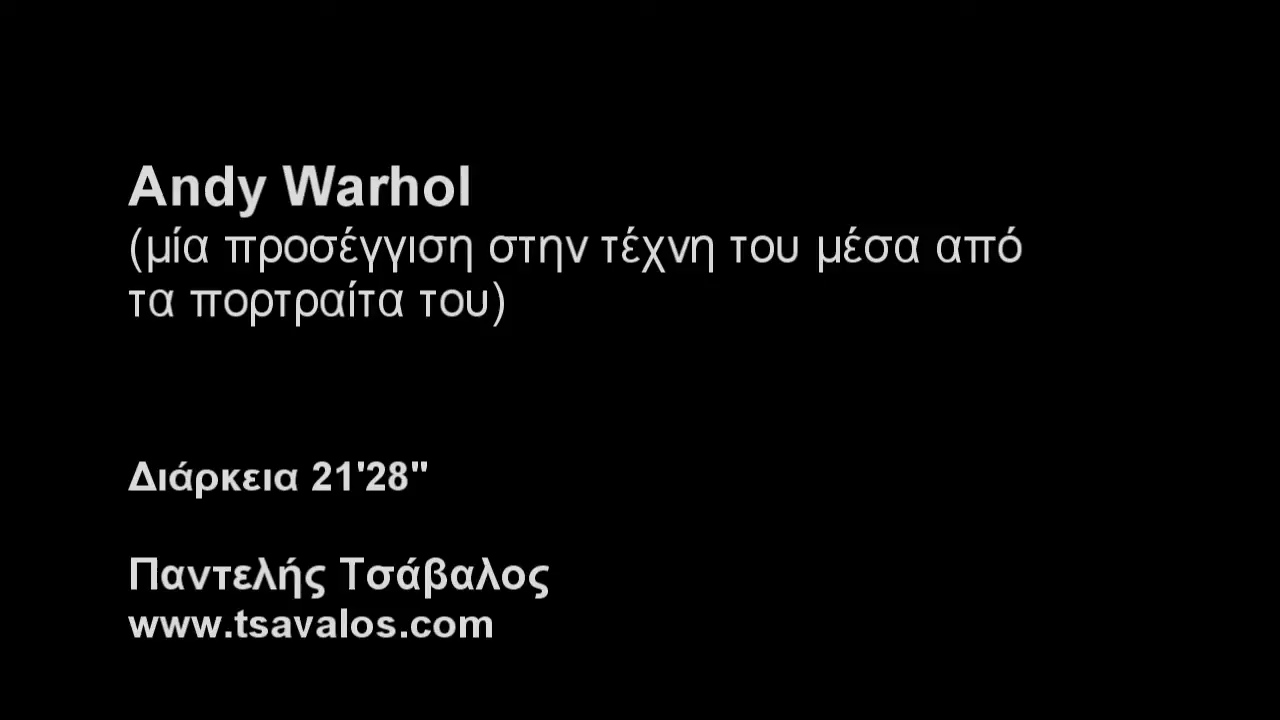 Andy Warhol
(μία προσέγγιση στην τέχνη του μέσα από
τα πορτραίτα του)
Διάρκεια 21'28"
Παντελής Τσάβαλος
www.tsavalos.com